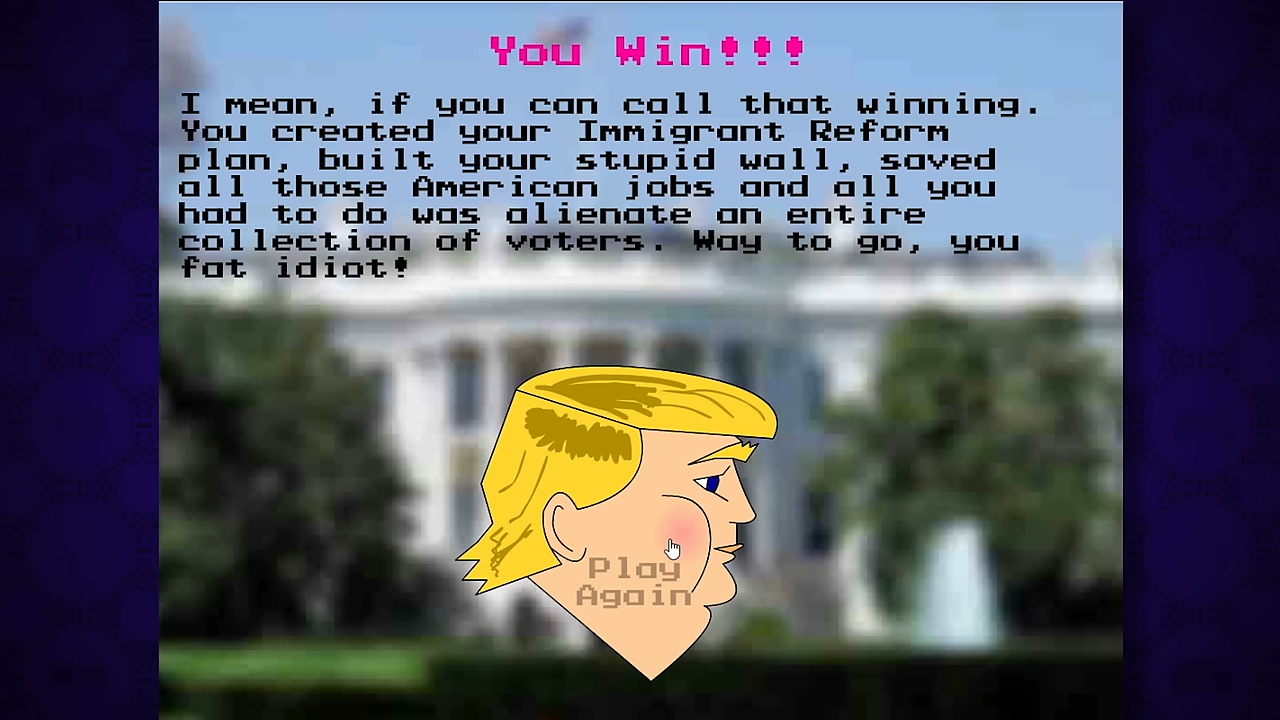 You Win!!!
I mean, if you can call that winning.
You created your Immigrant Reform
plan, built your stupid wall, saved
all those American jobs and all you
had to do was alienate an entire
collection of voters. Way to go, you
fat idiot!
Play
Again